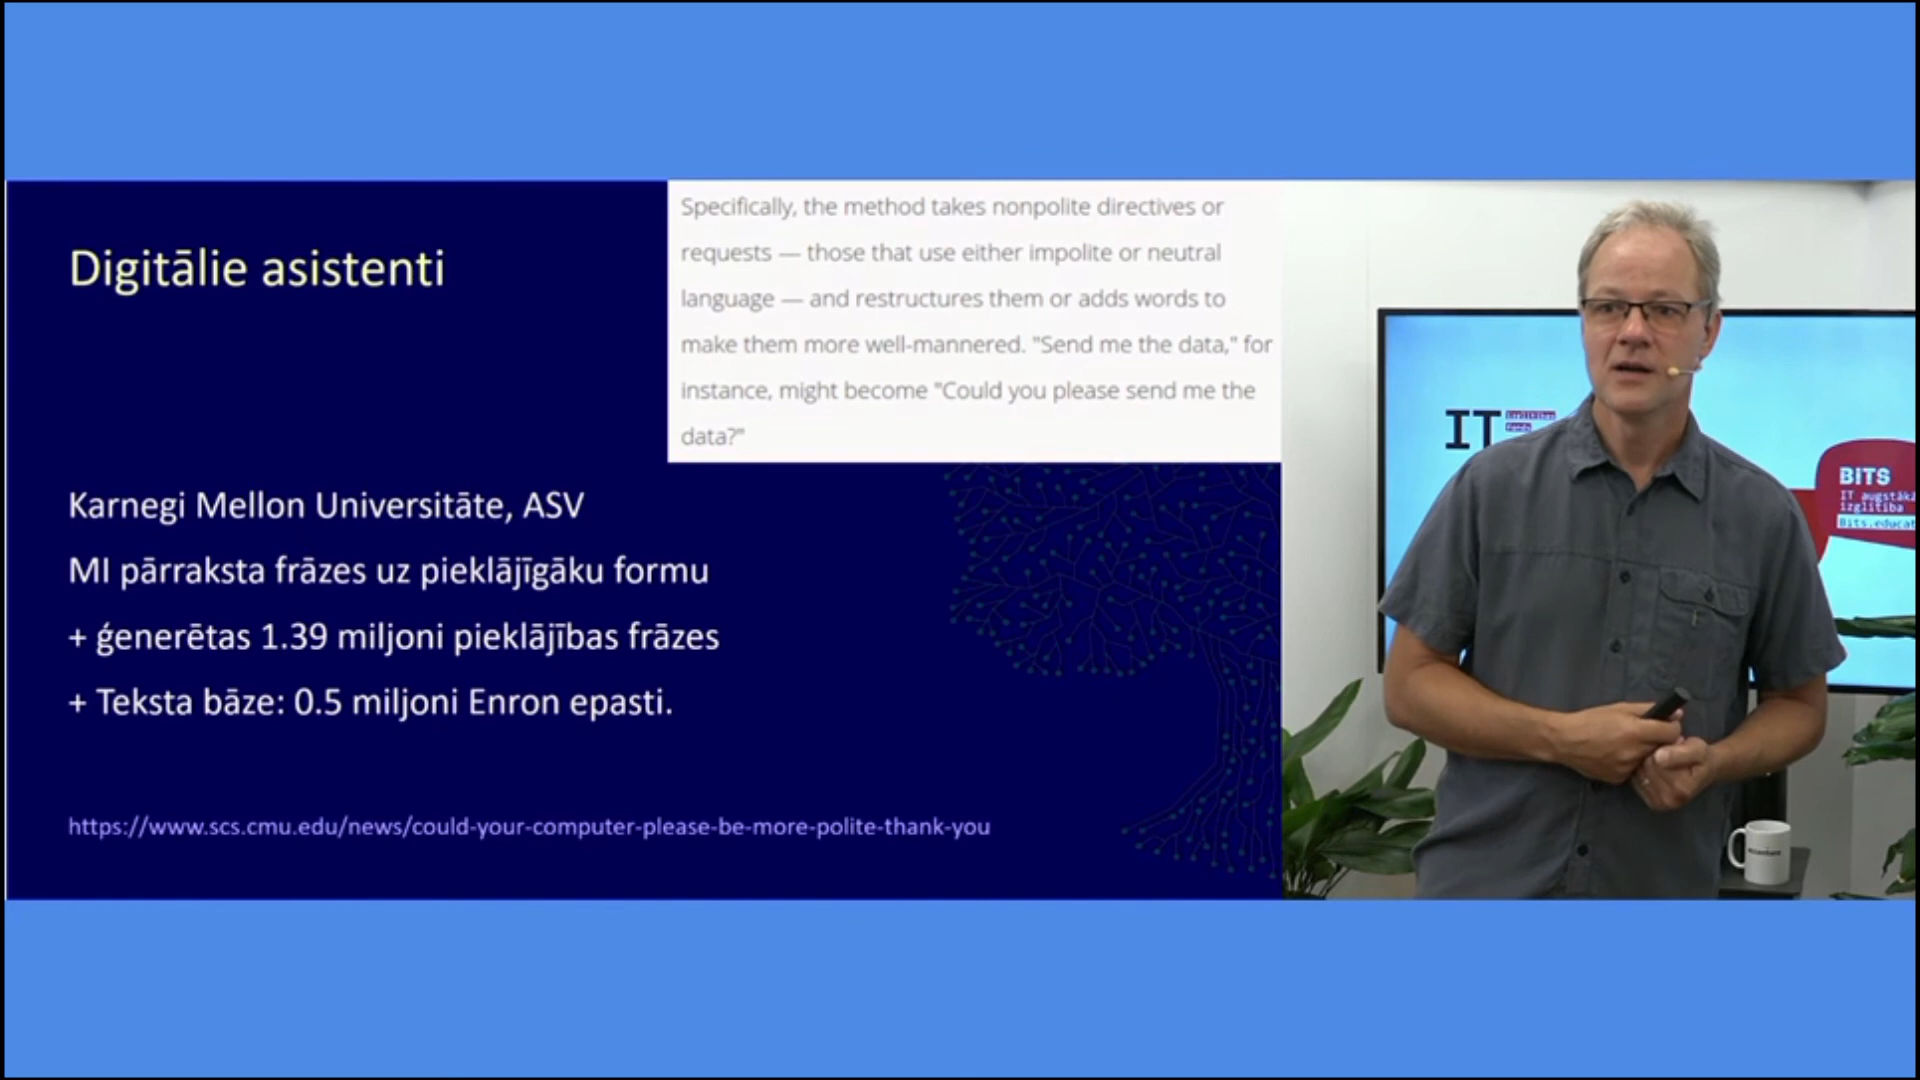 Digitālie asistenti
Specifically, the method takes nonpolite directives or
requests — those that use either impolite or neutral
language — and restructures them or adds words to
make them more well-mannered. "Send me the data," for
instance, might become "Could you please send me the
data?"
Karnegi Mellon Universitāte, ASV
MI pārraksta frāzes uz pieklājīgāku formu
+ ģenerētas 1.39 miljoni pieklājības frāzes
+ Teksta bāze: 0.5 miljoni Enron epasti.
https://www.scs.cmu.edu/news/could-your-computer-please-be-more-polite-thank-you
IT
BITS
IT augstākā
izglītība